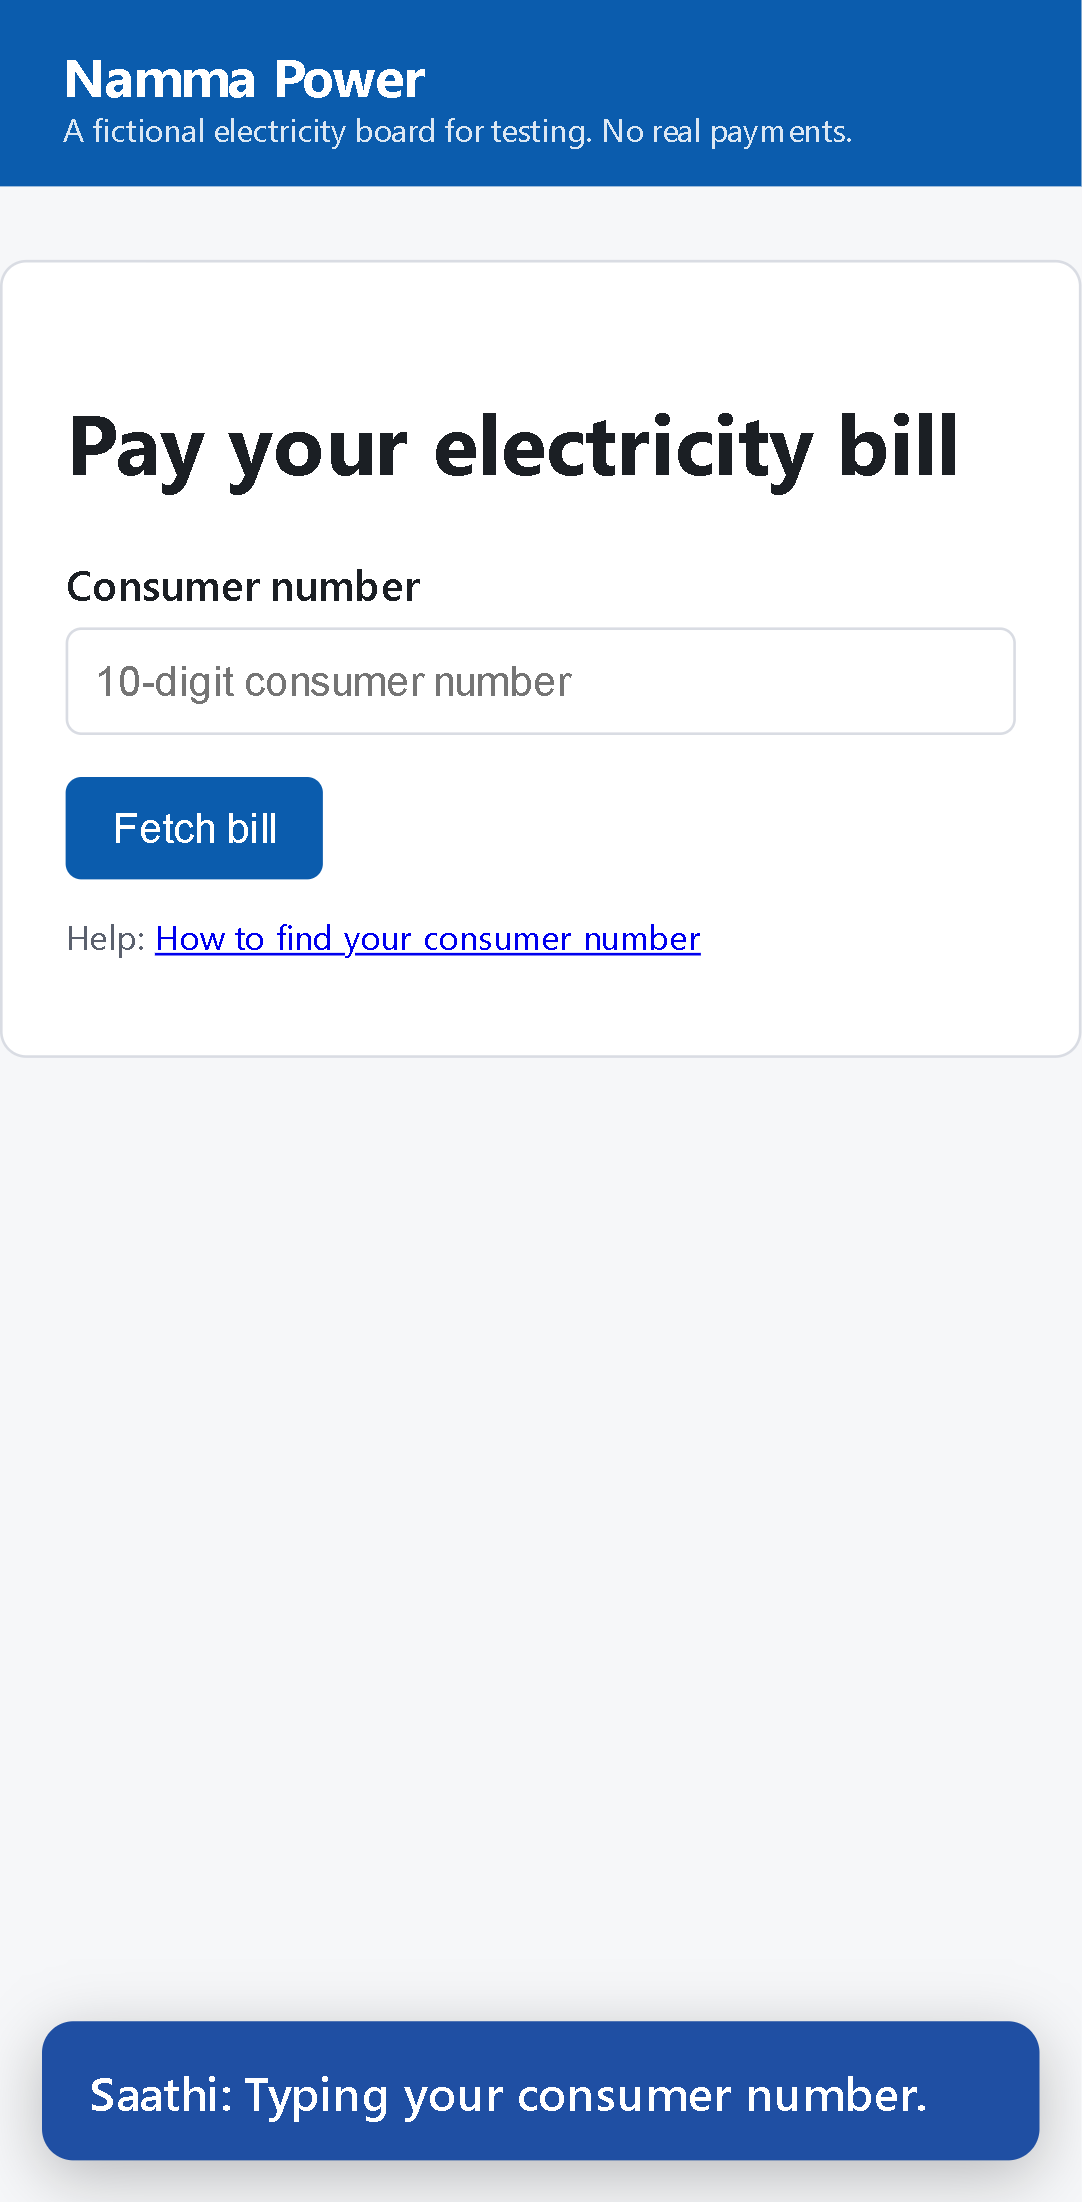 Namma Power
A fictional electricity board for testing. No real payments.
Pay your electricity bill
Consumer number
10-digit consumer number
Fetch bill
Help: How to find your consumer number
Saathi: Typing your consumer number.